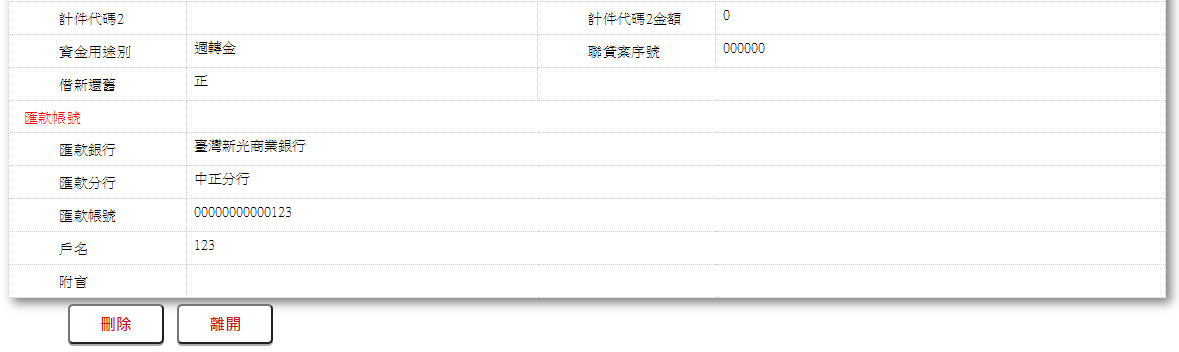 計件代碼2 計件代碼2金額 0
資金用途別 週轉金 聯貸案序號 000000
借新還舊 正
匯款帳號
匯款銀行 臺灣新光商業銀行
匯款分行 中正分行
匯款帳號 00000000000123
戶名 123
附言
刪除 離開